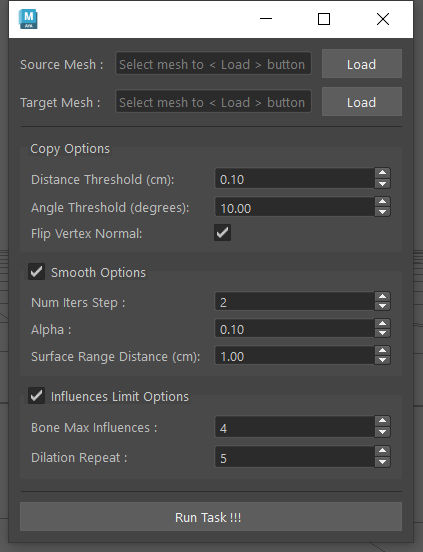 M
AYA
Source Mesh : Select mesh to < Load > button Load
Target Mesh : Select mesh to < Load > button Load
Copy Options
Distance Threshold (cm): 0.10
Angle Threshold (degrees): 10.00
Flip Vertex Normal:
Smooth Options
Num Iters Step : 2
Alpha : 0.10
Surface Range Distance (cm): 1.00
Influences Limit Options
Bone Max Influences : 4
Dilation Repeat : 5
Run Task !!!